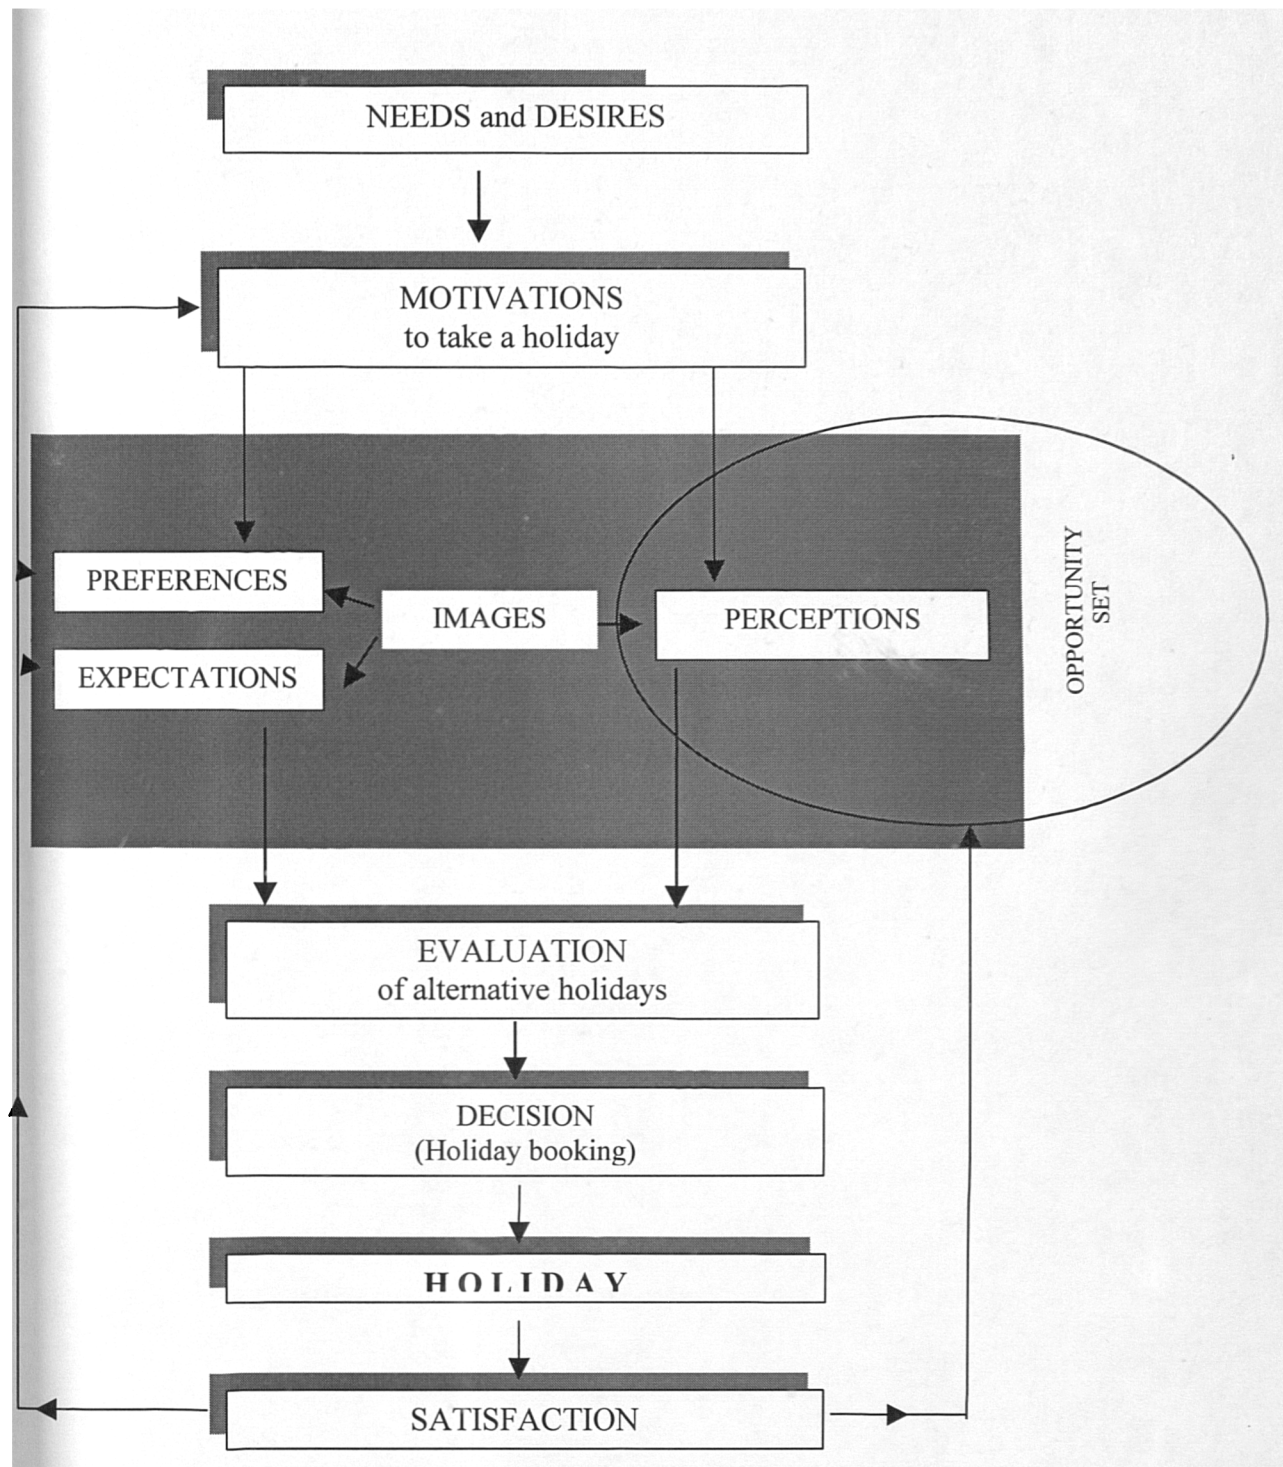 NEEDS and DESIRES
MOTIVATIONS
to take a holiday
PREFERENCES
IMAGES
PERCEPTIONS
EXPECTATIONS
OPPORTUNITY
SET
EVALUATION
of alternative holidays
DECISION
(Holiday booking)
HOLIDAY
SATISFACTION